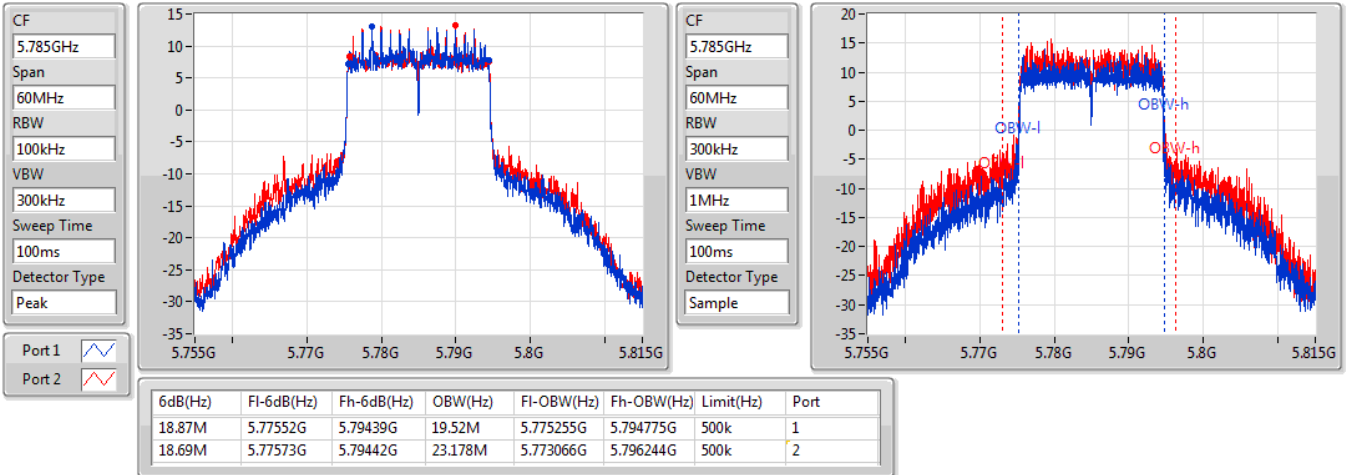 CF
5.785GHz
Span
60MHz
RBW
100kHz
VBW
300kHz
Sweep Time
100ms
Detector Type
Peak
Port 1
Port 2
15
10
5
0
-5
-10
-15
-20
-25
-30
-35
5.755G 5.77G 5.78G 5.79G 5.8G 5.815G
CF
5.785GHz
Span
60MHz
RBW
300kHz
VBW
1MHz
Sweep Time
100ms
Detector Type
Sample
20
15
10
5
0
-5
-10
-15
-20
-25
-30
-35
OBW-h
OBW-l
OBW-h
5.755G 5.77G 5.78G 5.79G 5.8G 5.815G
6dB(Hz) Fl-6dB(Hz) Fh-6dB(Hz) OBW(Hz) Fl-OBW(Hz) Fh-OBW(Hz) Limit(Hz) Port
18.87M 5.77552G 5.79439G 19.52M 5.775255G 5.794775G 500k 1
18.69M 5.77573G 5.79442G 23.178M 5.773066G 5.796244G 500k 2